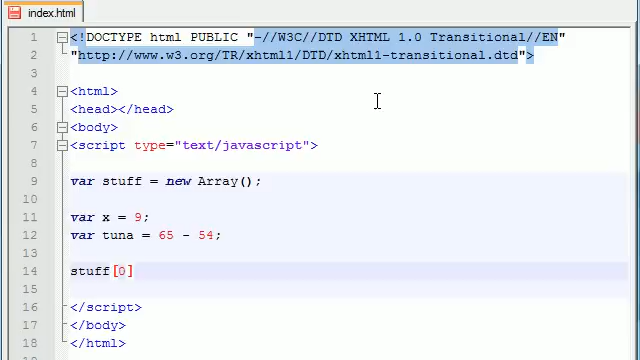 index.html
1 <!DOCTYPE html PUBLIC "-//W3C//DTD XHTML 1.0 Transitional//EN"
2 "http://www.w3.org/TR/xhtml1/DTD/xhtml1-transitional.dtd">
3
4 <html>
5 <head></head>
6 <body>
7 <script type="text/javascript">
8
9 var stuff = new Array();
10
11 var x = 9;
12 var tuna = 65 - 54;
13
14 stuff[0]
15
16 </script>
17 </body>
18 </html>